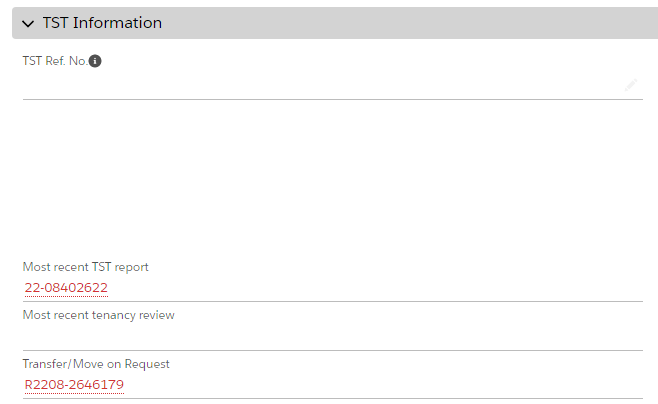 TST Information
TST Ref. No.
Most recent TST report
22-08402622
Most recent tenancy review
Transfer/Move on Request
R2208-2646179